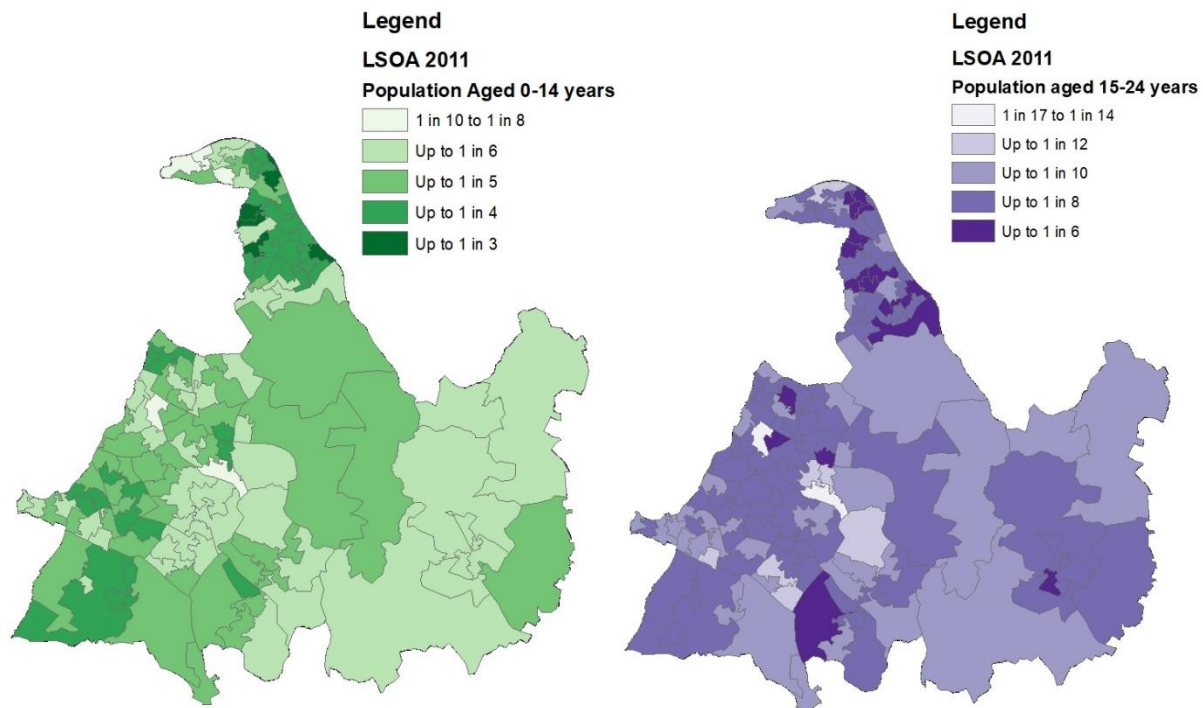 Legend
LSOA 2011
Population Aged 0-14 years
1 in 10 to 1 in 8
Up to 1 in 6
Up to 1 in 5
Up to 1 in 4
Up to 1 in 3
Legend
LSOA 2011
Population aged 15-24 years
1 in 17 to 1 in 14
Up to 1 in 12
Up to 1 in 10
Up to 1 in 8
Up to 1 in 6